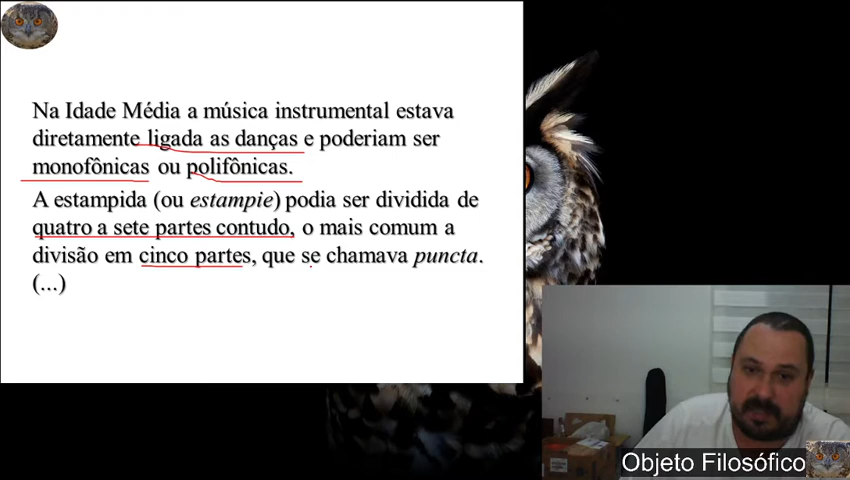 Na Idade Média a música instrumental estava
diretamente ligada as danças e poderiam ser
monofônicas ou polifônicas.
A estampida (ou estampie) podia ser dividida de
quatro a sete partes contudo, o mais comum a
divisão em cinco partes, que se chamava puncta.
(...)
Objeto Filosófico